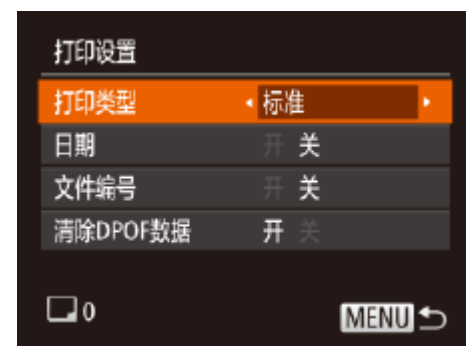 打印设置
打印类型 标准
日期 开 关
文件编号 开 关
清除DPOF数据 开 关
0 MENU